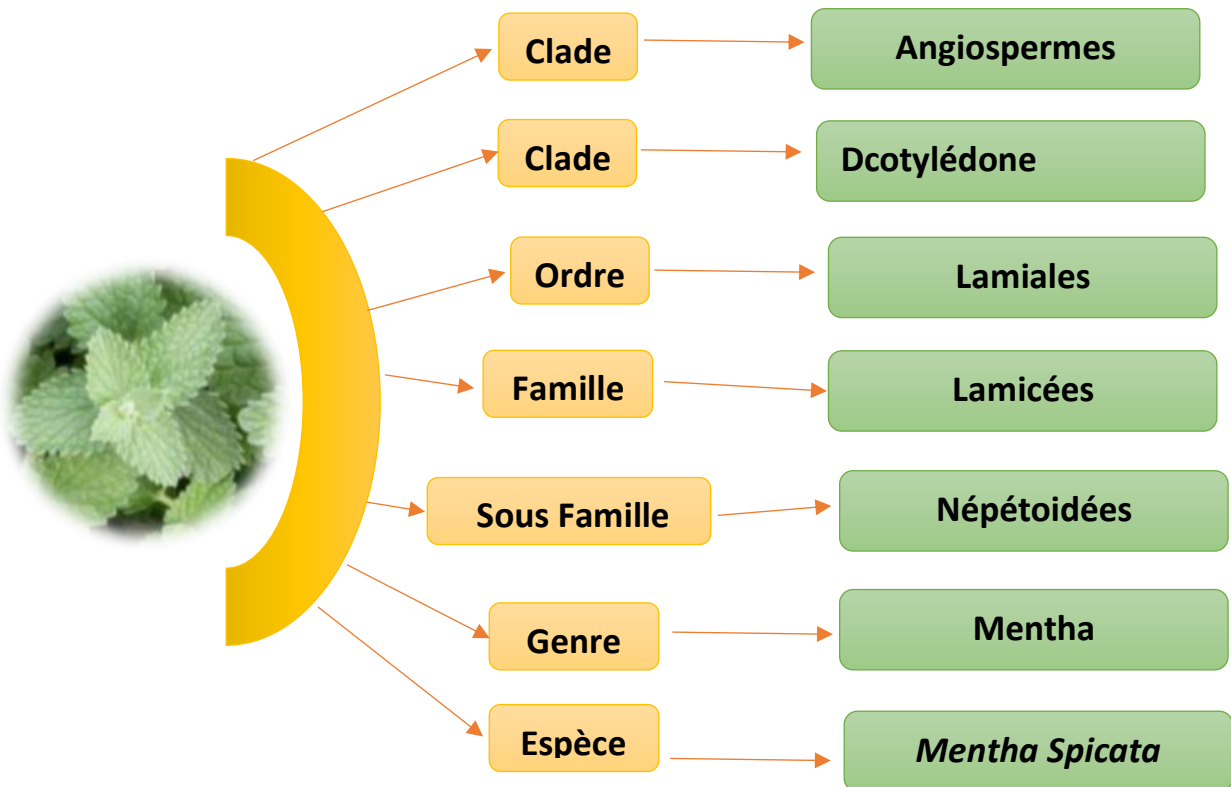 Clade
Angiospermes
Clade
Dcotylédone
Ordre
Lamiales
Famille
Lamicées
Sous Famille
Népétoidées
Genre
Mentha
Espèce
Mentha Spicata